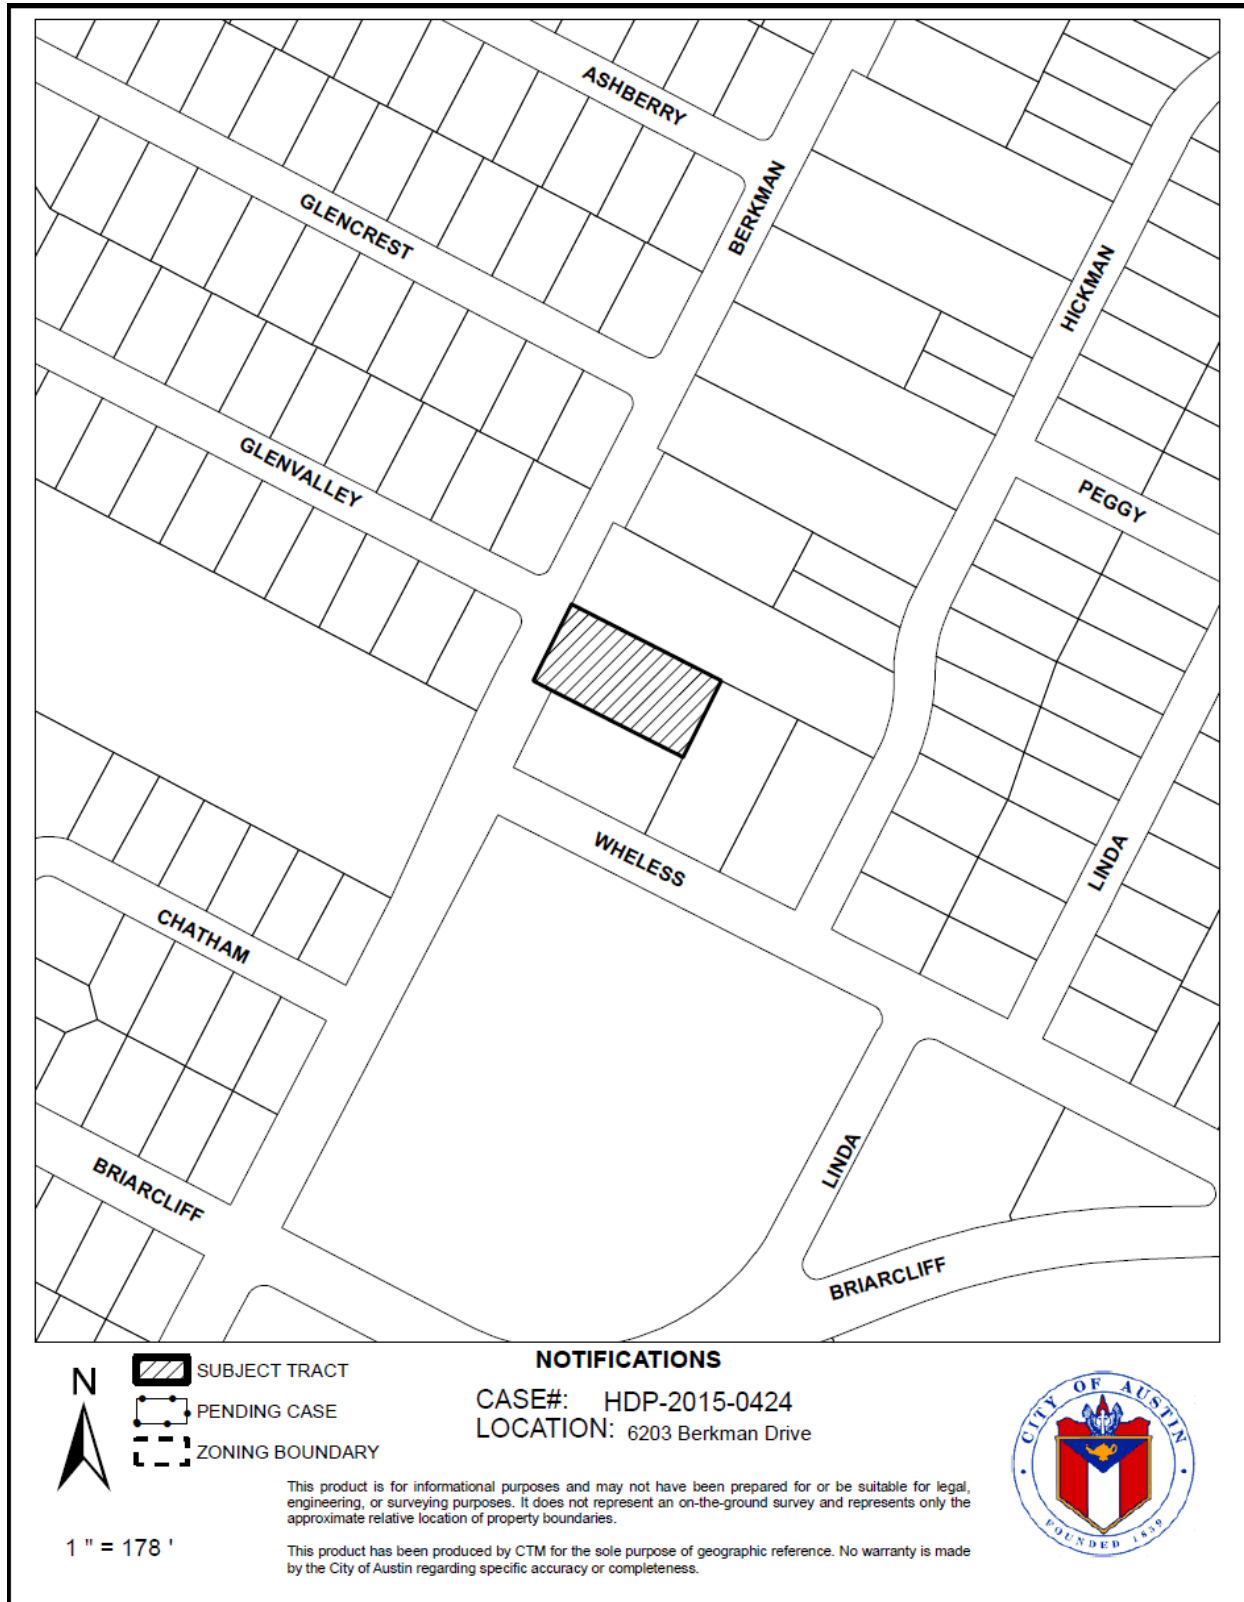 ASHBERRY
BERKMAN
GLENCREST
HICKMAN
GLENVALLEY
PEGGY
WHELESS
LINDA
CHATHAM
LINDA
BRIARCLIFF
BRIARCLIFF
N
1 " = 178 '
SUBJECT TRACT
PENDING CASE
ZONING BOUNDARY
NOTIFICATIONS
CASE#: HDP-2015-0424
LOCATION: 6203 Berkman Drive
This product is for informational purposes and may not have been prepared for or be suitable for legal,
engineering, or surveying purposes. It does not represent an on-the-ground survey and represents only the
approximate relative location of property boundaries.
This product has been produced by CTM for the sole purpose of geographic reference. No warranty is made
by the City of Austin regarding specific accuracy or completeness.
CITY OF AUSTIN
FOUNDED 1839